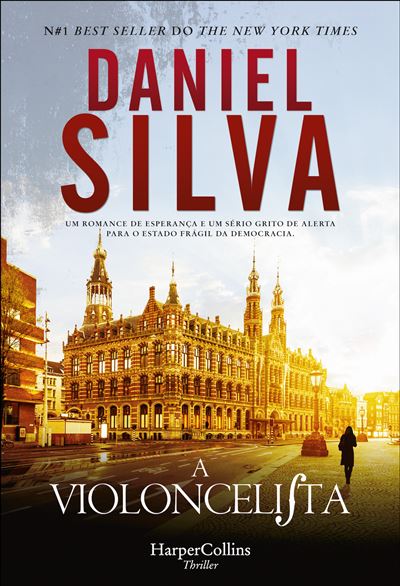 Nº1 BEST SELLER DO THE NEW YORK TIMES
DANIEL
SILVA
UM ROMANCE DE ESPERANÇA E UM SÉRIO GRITO DE ALERTA
PARA O ESTADO FRÁGIL DA DEMOCRACIA.
A
VIOLONCELISTA
HarperCollins
Thriller